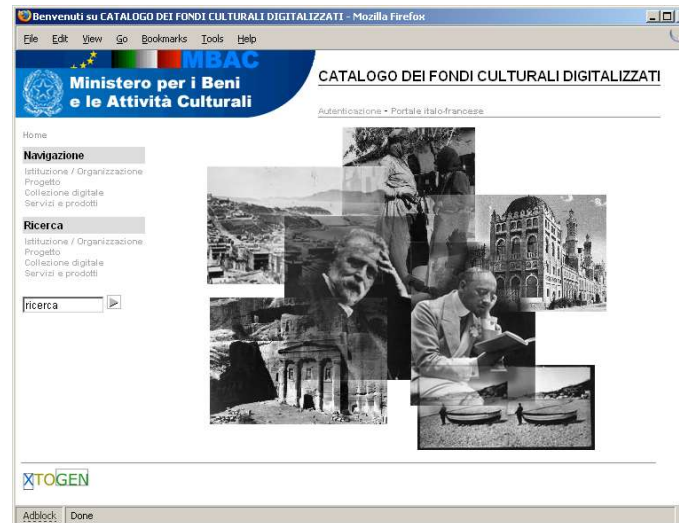 Benvenuti su CATALOGO DEI FONDI CULTURALI DIGITALIZZATI - Mozilla Firefox
File Edit View Go Bookmarks Tools Help
MBAC
Ministero per i Beni
e le Attività Culturali
CATALOGO DEI FONDI CULTURALI DIGITALIZZATI
Autenticazione - Portale italo-francese
Home
Navigazione
Istituzione / Organizzazione
Progetto
Collezione digitale
Servizi e prodotti
Ricerca
Istituzione / Organizzazione
Progetto
Collezione digitale
Servizi e prodotti
ricerca
XTOGEN
Adblock Done